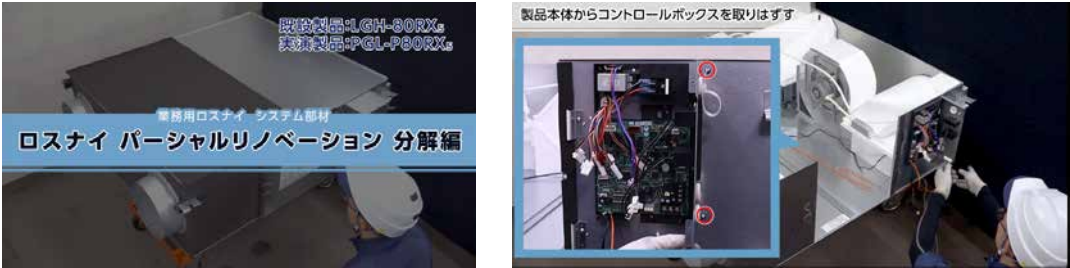 既設製品:LGH-80RX₅
実演製品:PGL-P80RX₅
業務用ロスナイ システム部材
ロスナイ パーシャルリノベーション 分解編
製品本体からコントロールボックスを取りはずす